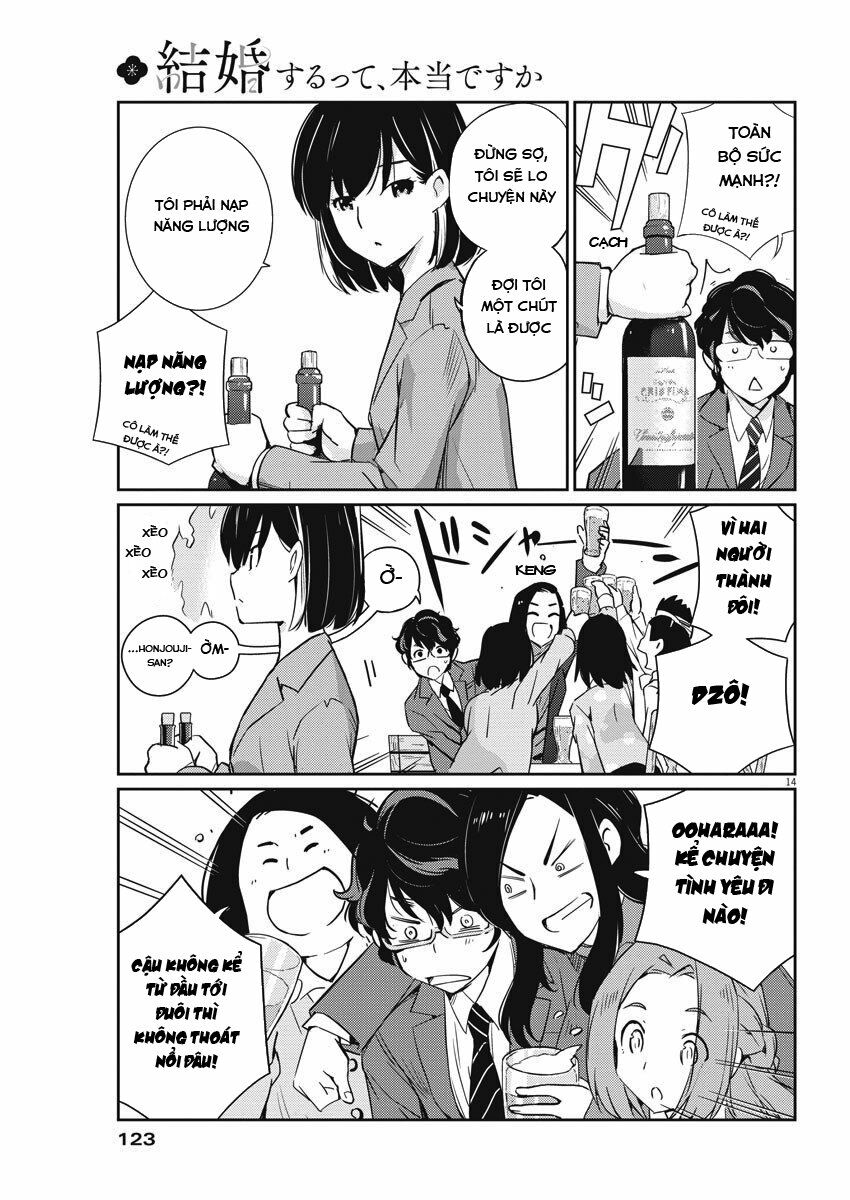 結婚するって、本当ですか
TOÀN
BỘ SỨC
MẠNH?!
CÔ LÀM THẾ
ĐƯỢC À?!
CẠCH
ĐỪNG SỢ,
TÔI SẼ LO
CHUYỆN NÀY
ĐỢI TÔI
MỘT CHÚT
LÀ ĐƯỢC
TÔI PHẢI NẠP
NĂNG LƯỢNG
NẠP NĂNG
LƯỢNG?!
CÔ LÀM THẾ
ĐƯỢC À?!
VÌ HAI
NGƯỜI
THÀNH
ĐÔI!
DZÔ!
ドジャー
KENG
XÈO
XÈO
XÈO
Ờ-
ỜM-
...HONJOUJI-
SAN?
14
OOHARAAA!
KỂ CHUYỆN
TÌNH YÊU ĐI
NÀO!
CẬU KHÔNG KỂ
TỪ ĐẦU TỚI
ĐUÔI THÌ
KHÔNG THOÁT
NỔI ĐÂU!
123